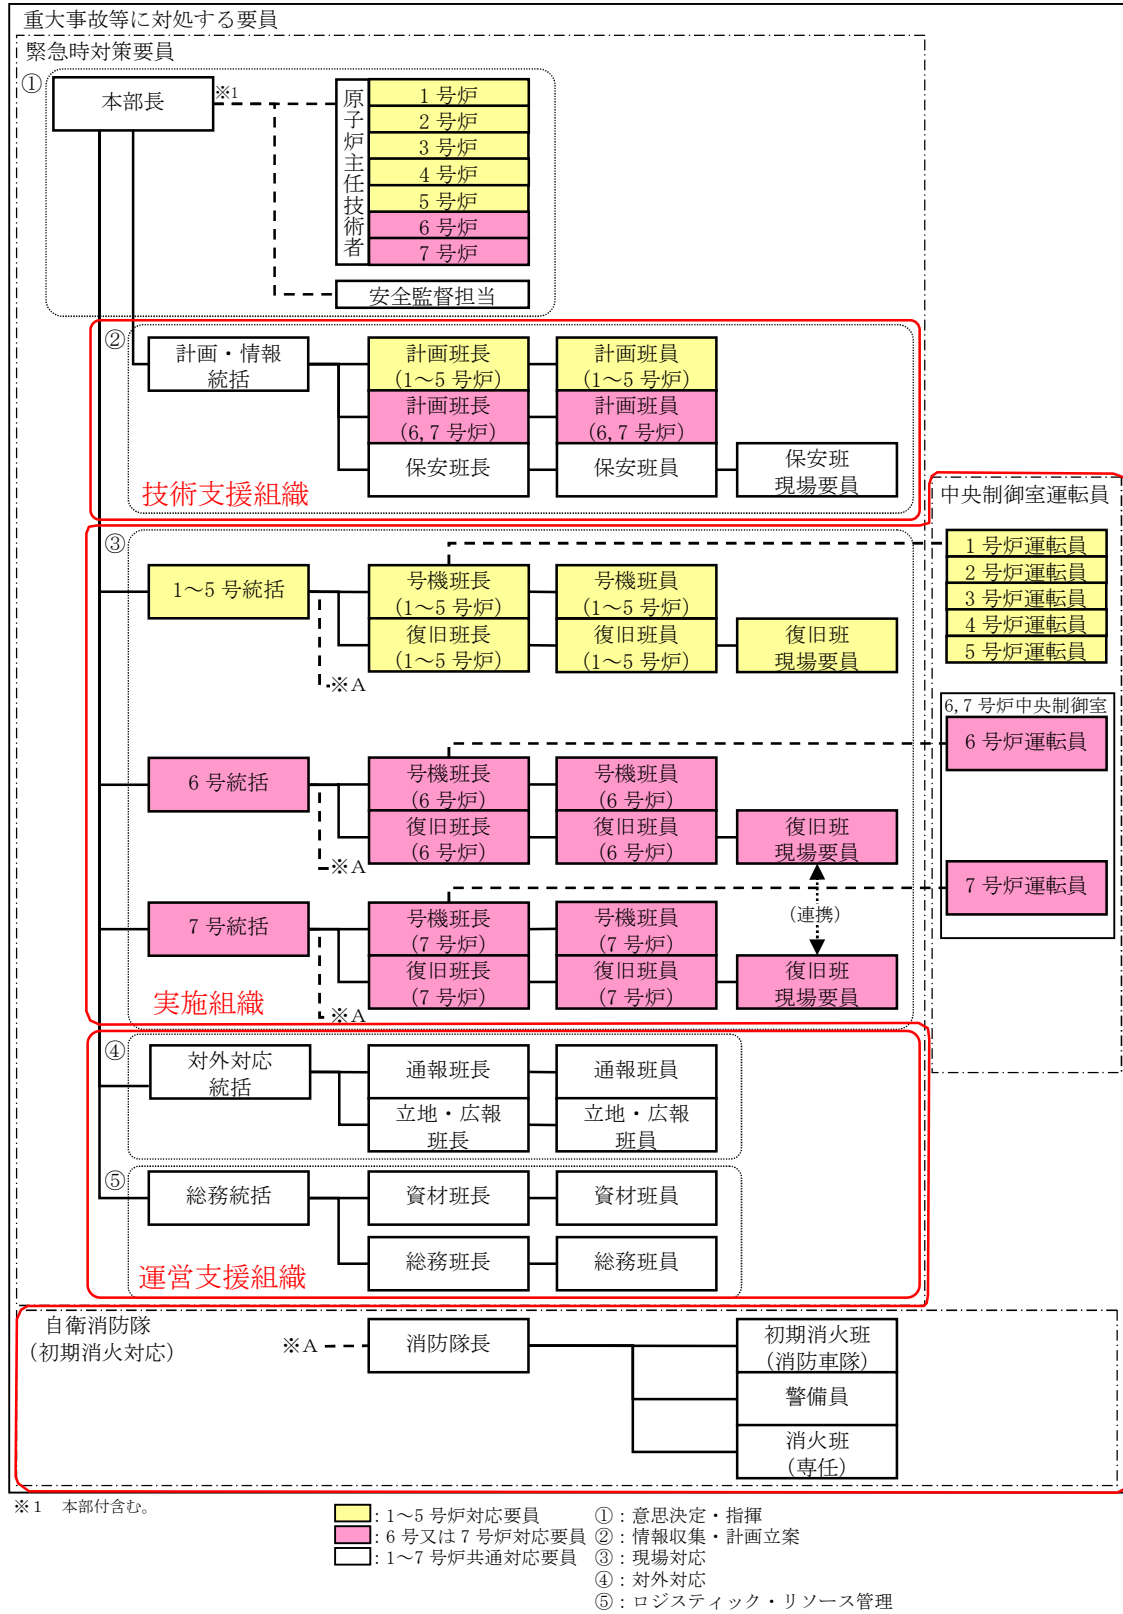 重大事故等に対処する要員
緊急時対策要員
①
本部長
※1
原子炉主任技術者
1 号炉
2 号炉
3 号炉
4 号炉
5 号炉
6 号炉
7 号炉
安全監督担当
②
計画・情報
統括
計画班長
(1～5 号炉)
計画班員
(1～5 号炉)
計画班長
(6,7 号炉)
計画班員
(6,7 号炉)
保安班長
保安班員
保安班
現場要員
技術支援組織
中央制御室運転員
1 号炉運転員
2 号炉運転員
3 号炉運転員
4 号炉運転員
5 号炉運転員
③
1～5 号統括
号機班長
(1～5 号炉)
号機班員
(1～5 号炉)
復旧班長
(1～5 号炉)
復旧班員
(1～5 号炉)
復旧班
現場要員
※A
6,7 号炉中央制御室
6 号炉運転員
6 号統括
号機班長
(6 号炉)
号機班員
(6 号炉)
復旧班長
(6 号炉)
復旧班員
(6 号炉)
復旧班
現場要員
※A
7 号炉運転員
(連携)
7 号統括
号機班長
(7 号炉)
号機班員
(7 号炉)
復旧班長
(7 号炉)
復旧班員
(7 号炉)
復旧班
現場要員
※A
実施組織
④
対外対応
統括
通報班長
通報班員
立地・広報
班長
立地・広報
班員
⑤
総務統括
資材班長
資材班員
総務班長
総務班員
運営支援組織
自衛消防隊
(初期消火対応)
※A
消防隊長
初期消火班
(消防車隊)
警備員
消火班
(専任)
※1 本部付含む。
：1～5 号炉対応要員
：6 号又は 7 号炉対応要員
：1～7 号炉共通対応要員
①：意思決定・指揮
②：情報収集・計画立案
③：現場対応
④：対外対応
⑤：ロジスティック・リソース管理